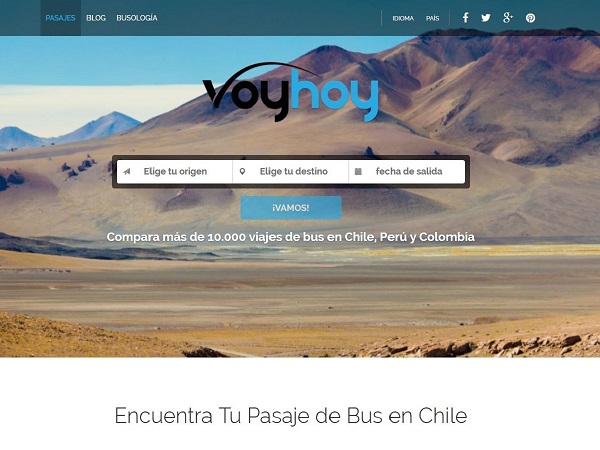 PASAJES BLOG BUSOLOGÍA IDIOMA PAÍS
voyhoy
Elige tu origen Elige tu destino fecha de salida
¡VAMOS!
Compara más de 10.000 viajes de bus en Chile, Perú y Colombia
Encuentra Tu Pasaje de Bus en Chile